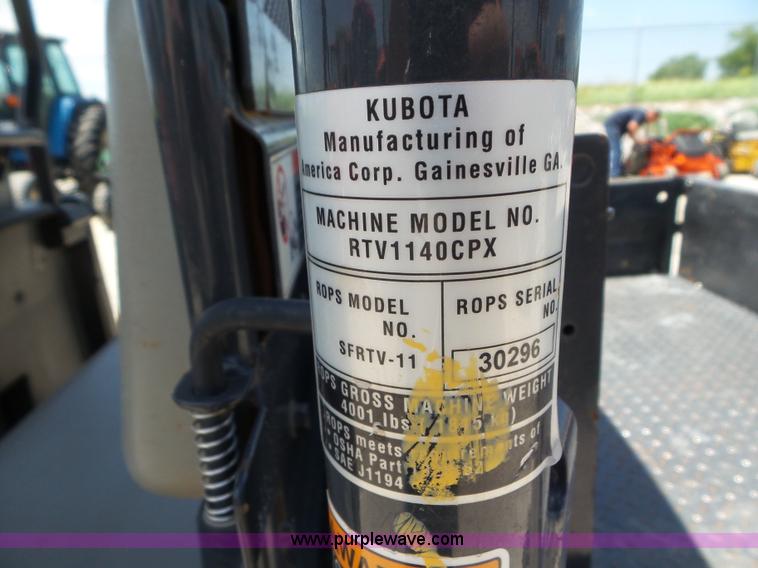 KUBOTA
Manufacturing of
America Corp. Gainesville GA.
MACHINE MODEL NO.
RTV1140CPX
ROPS MODEL
NO.
SFRTV-11
ROPS SERIAL
NO.
30296
ROPS GROSS MACHINE WEIGHT
4001 lbs
ROPS meets of
• OSHA Part
• SAE J1194
www.purplewave.com